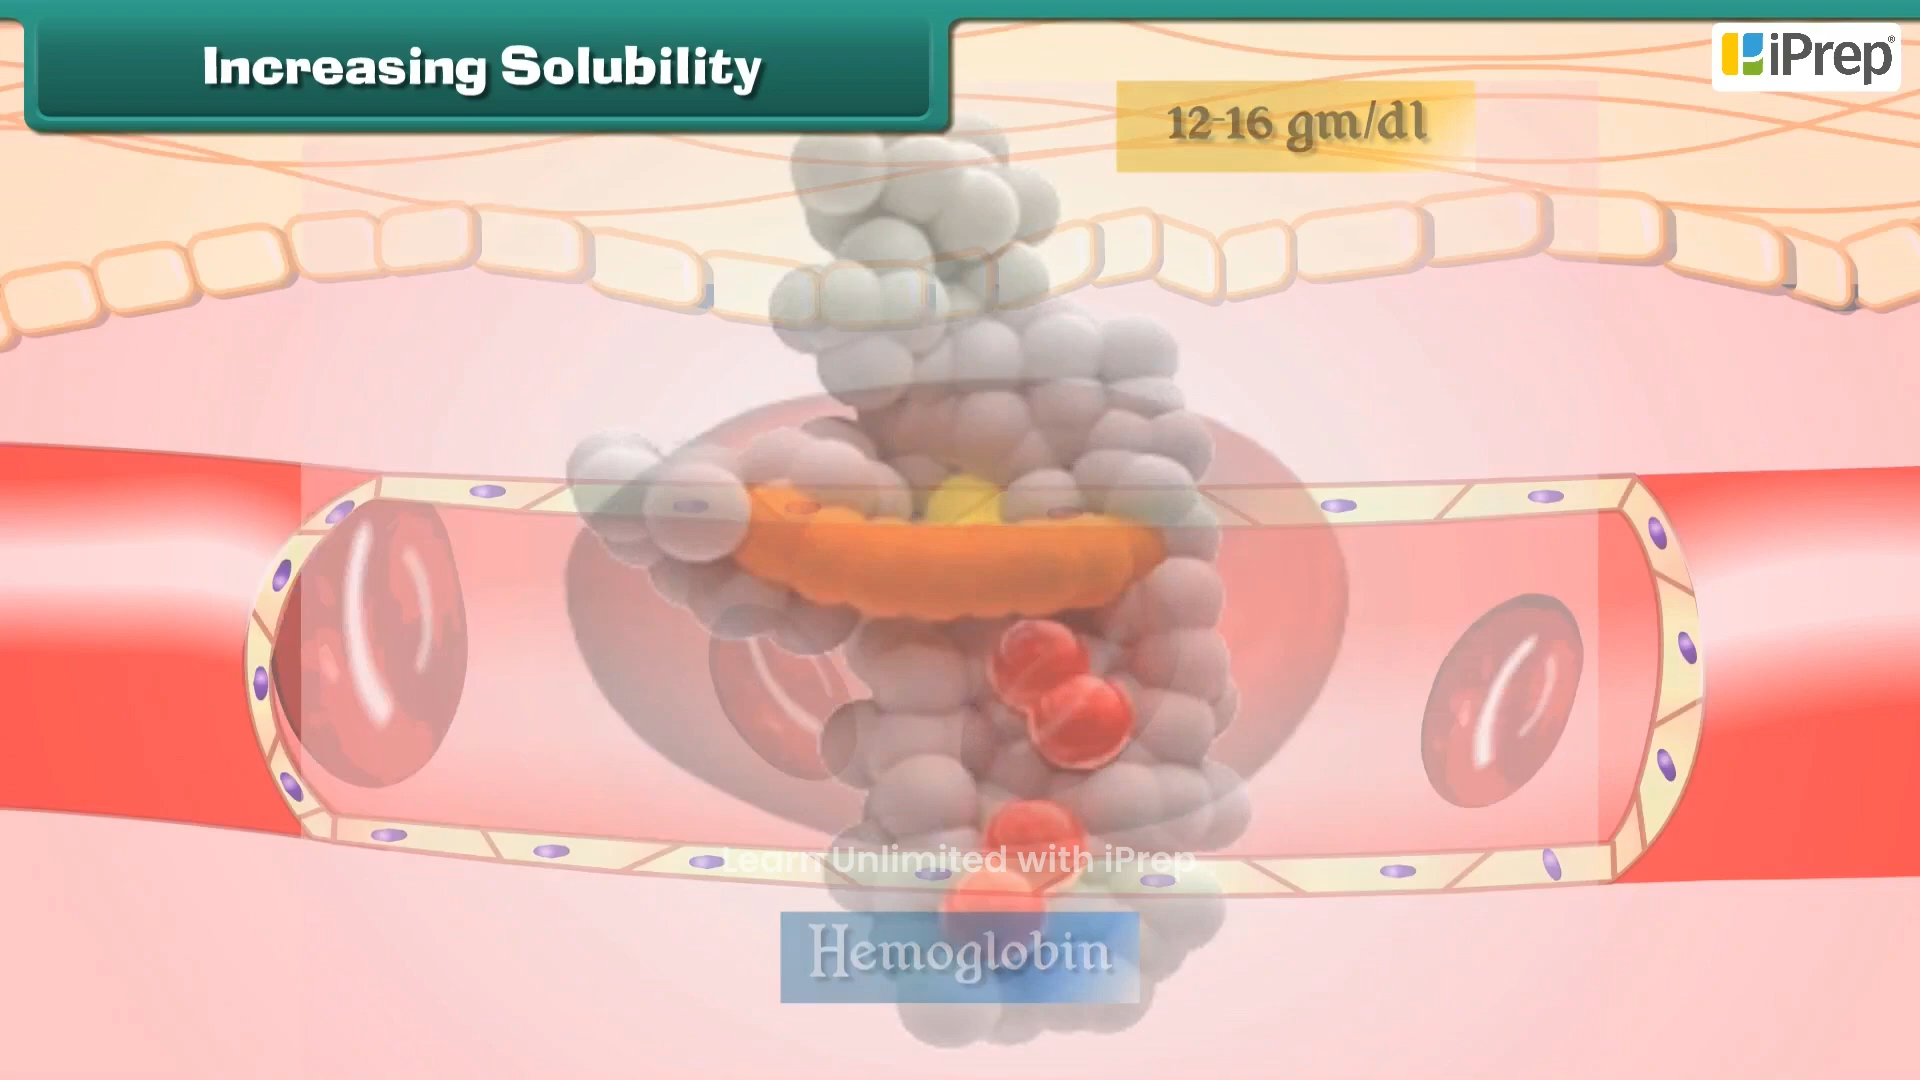 Increasing Solubility
iPrep®
12-16 gm/dl
Learn Unlimited with iPrep
Hemoglobin